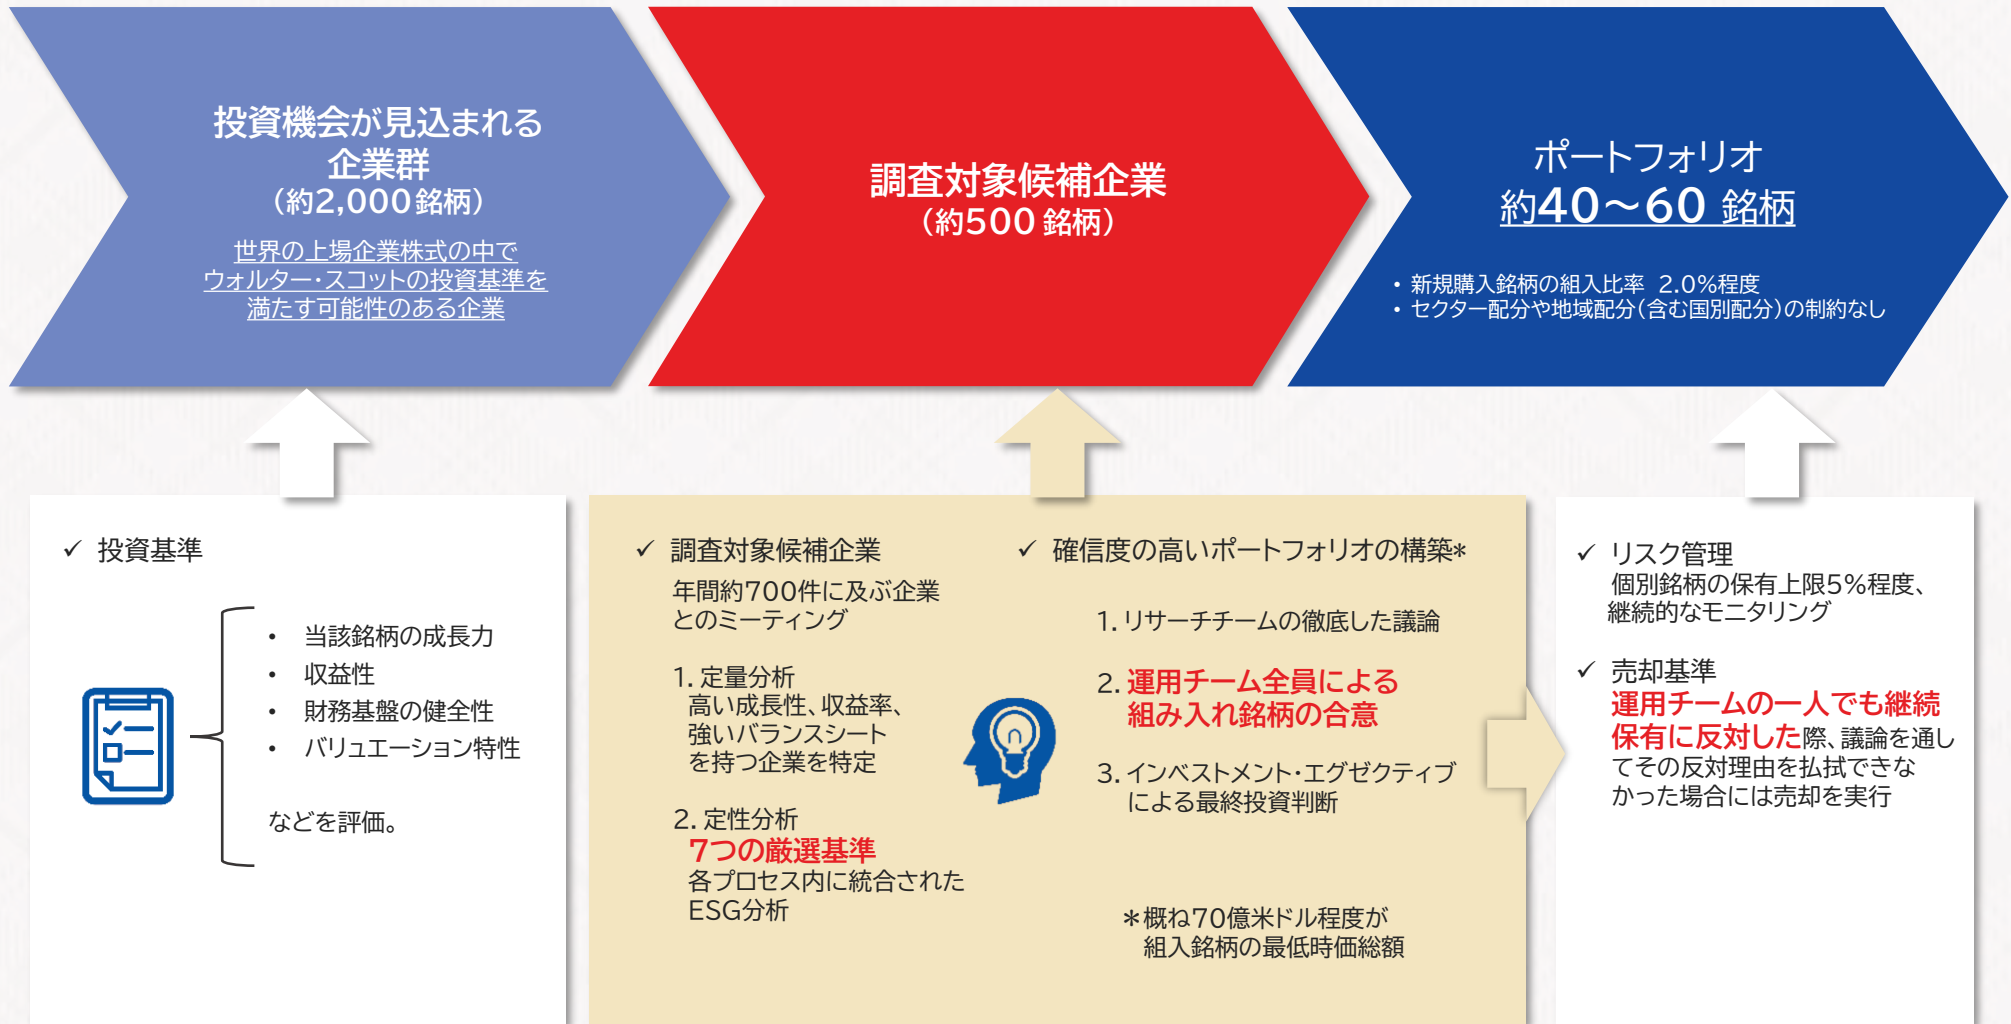 投資機会が見込まれる
企業群
（約2,000銘柄）
世界の上場企業株式の中で
ウォルター・スコットの投資基準を
満たす可能性のある企業
調査対象候補企業
（約500銘柄）
ポートフォリオ
約40～60 銘柄
• 新規購入銘柄の組入比率 2.0%程度
• セクター配分や地域配分（含む国別配分）の制約なし
✓ 投資基準
• 当該銘柄の成長力
• 収益性
• 財務基盤の健全性
• バリュエーション特性
などを評価。
✓ 調査対象候補企業
年間約700件に及ぶ企業
とのミーティング
1. 定量分析
高い成長性、収益率、
強いバランスシート
を持つ企業を特定
2. 定性分析
7つの厳選基準
各プロセス内に統合された
ESG分析
✓ 確信度の高いポートフォリオの構築*
1. リサーチチームの徹底した議論
2. 運用チーム全員による
組み入れ銘柄の合意
3. インベストメント・エグゼクティブ
による最終投資判断
＊概ね70億米ドル程度が
組入銘柄の最低時価総額
✓ リスク管理
個別銘柄の保有上限5%程度、
継続的なモニタリング
✓ 売却基準
運用チームの一人でも継続
保有に反対した際、議論を通し
てその反対理由を払拭できな
かった場合には売却を実行